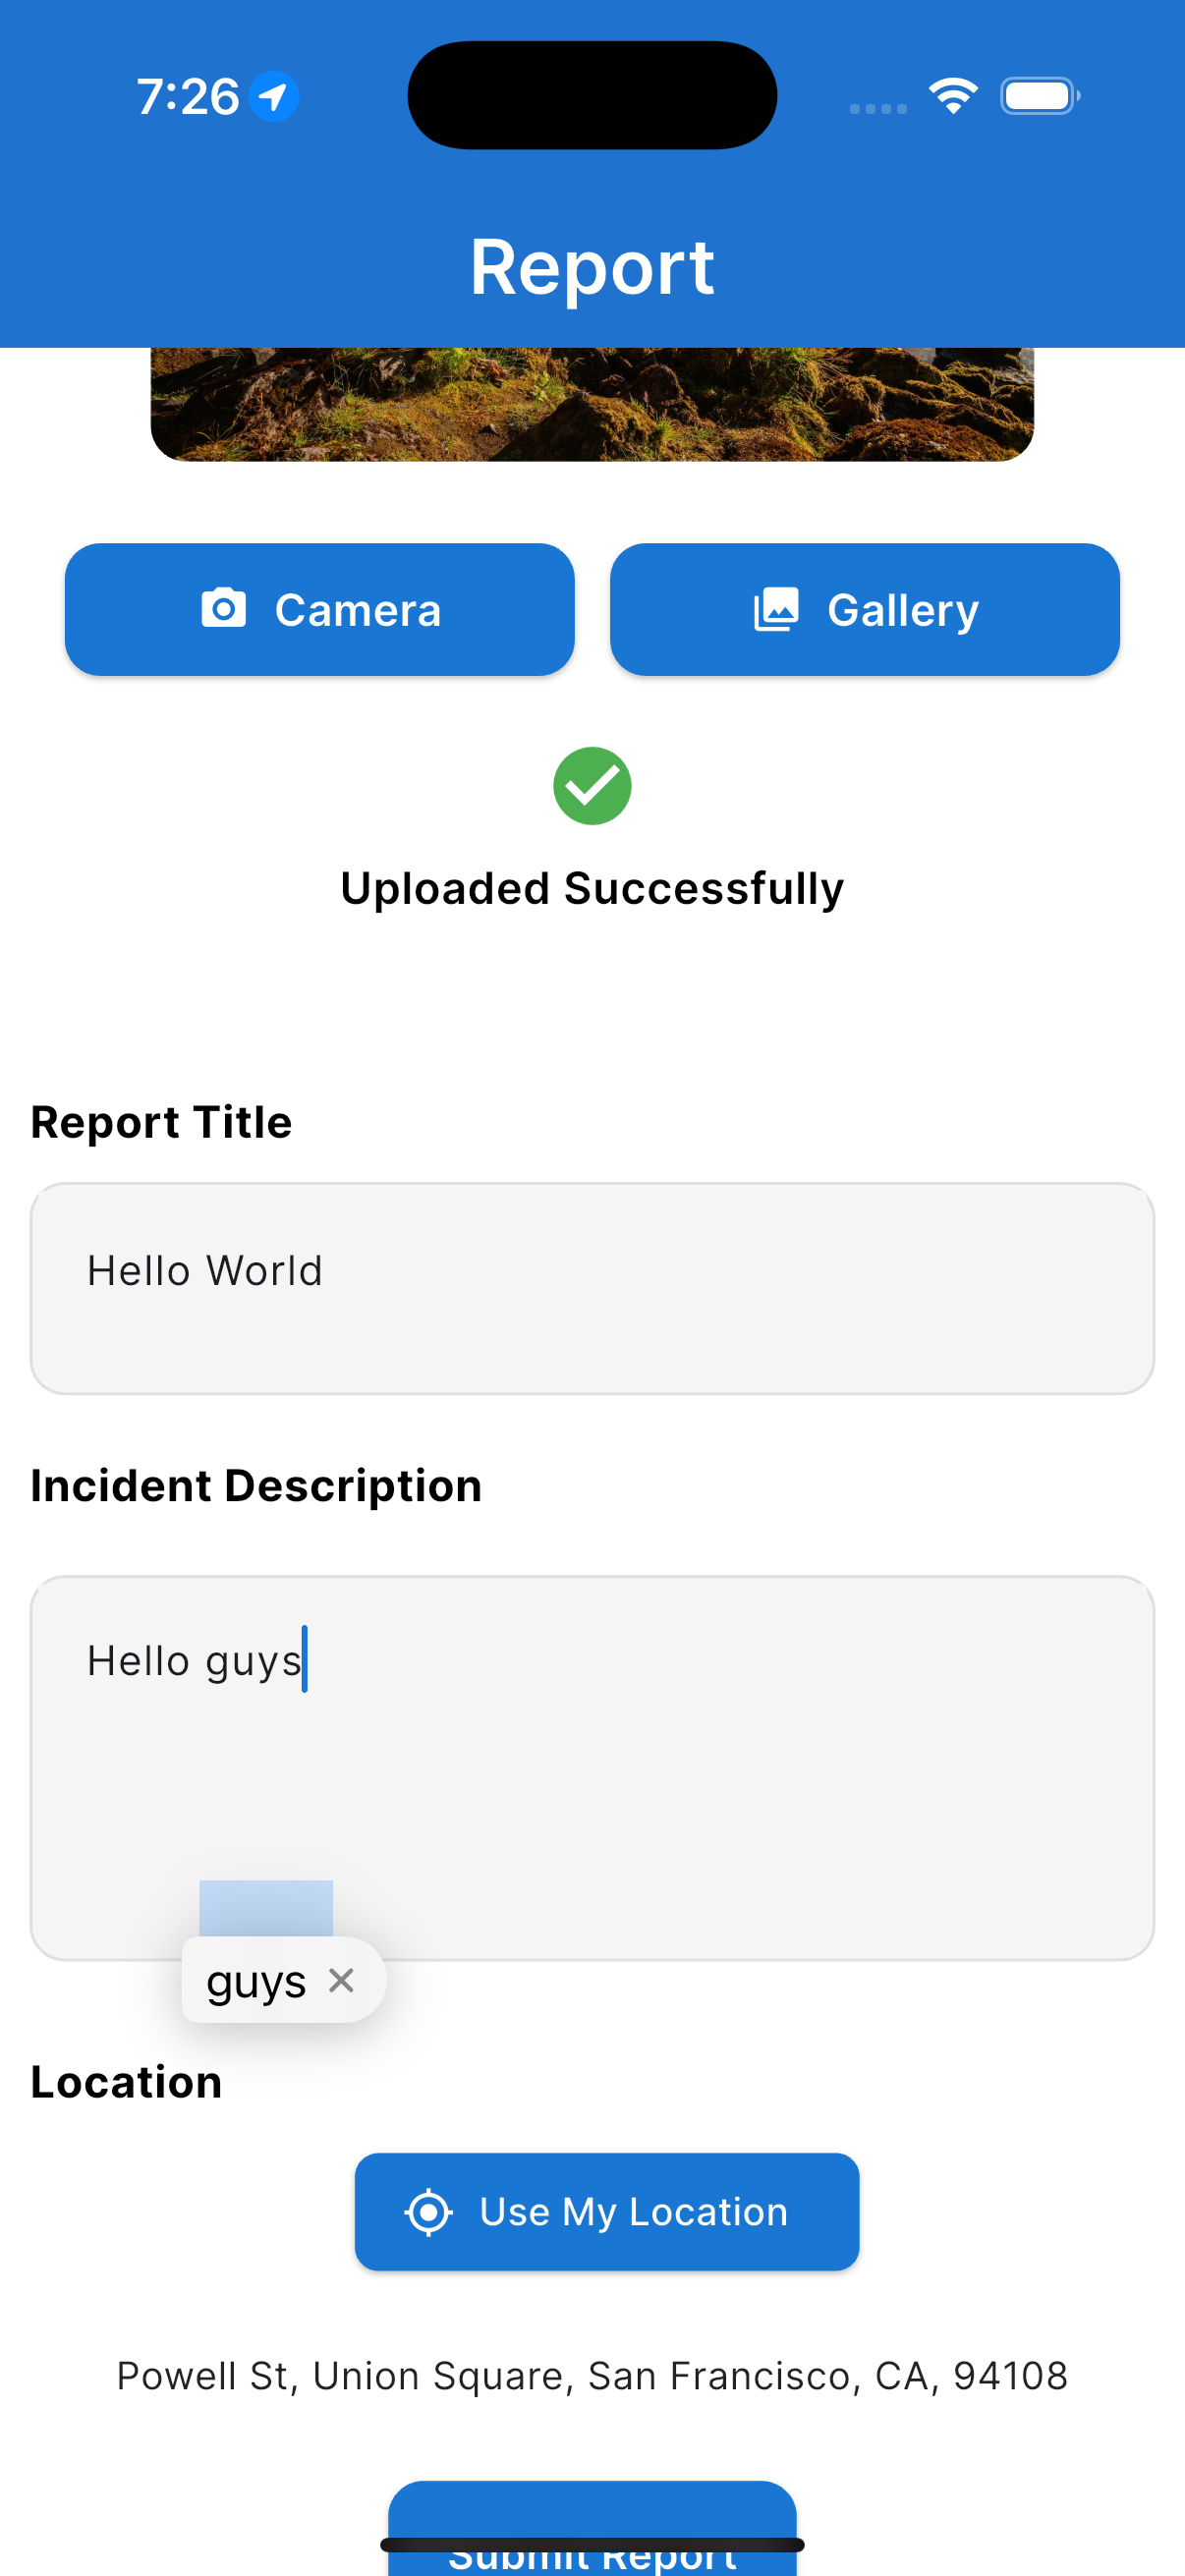 7:26
Report
Camera
Gallery
Uploaded Successfully
Report Title
Hello World
Incident Description
Hello guys
guys
Location
Use My Location
Powell St, Union Square, San Francisco, CA, 94108
Submit Report